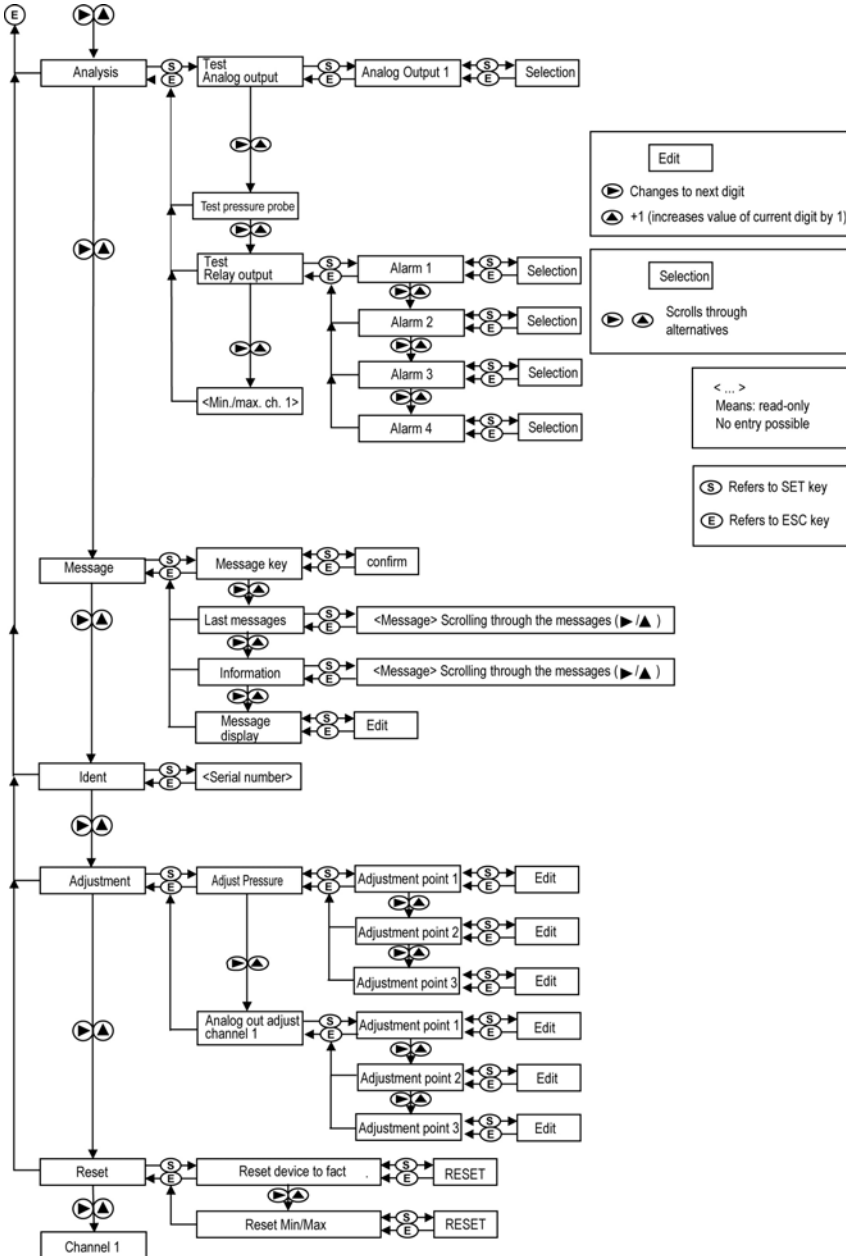 E
▶ ▲
Analysis
S
E
Test
Analog output
S
E
Analog Output 1
S
E
Selection
▶ ▲
Test pressure probe
▶ ▲
▶ ▲
Test
Relay output
S
E
Alarm 1
S
E
Selection
▶ ▲
Alarm 2
S
E
Selection
▶ ▲
▶ ▲
Alarm 3
S
E
Selection
▶ ▲
<Min./max. ch. 1>
Alarm 4
S
E
Selection
Edit
▶ Changes to next digit
▲ +1 (increases value of current digit by 1)
Selection
▶ ▲ Scrolls through
alternatives
< ... >
Means: read-only
No entry possible
S Refers to SET key
E Refers to ESC key
Message
S
E
Message key
S
E
confirm
▶ ▲
▶ ▲
Last messages
S
E
<Message> Scrolling through the messages (▶/▲ )
▶ ▲
Information
S
E
<Message> Scrolling through the messages (▶/▲ )
▶ ▲
Message
display
S
E
Edit
Ident
S
E
<Serial number>
▶ ▲
Adjustment
S
E
Adjust Pressure
S
E
Adjustment point 1
S
E
Edit
▶ ▲
Adjustment point 2
S
E
Edit
▶ ▲
▶ ▲
Adjustment point 3
S
E
Edit
▶ ▲
Analog out adjust
channel 1
S
E
Adjustment point 1
S
E
Edit
▶ ▲
Adjustment point 2
S
E
Edit
▶ ▲
Adjustment point 3
S
E
Edit
Reset
S
E
Reset device to fact .
S
E
RESET
▶ ▲
▶ ▲
Reset Min/Max
S
E
RESET
Channel 1